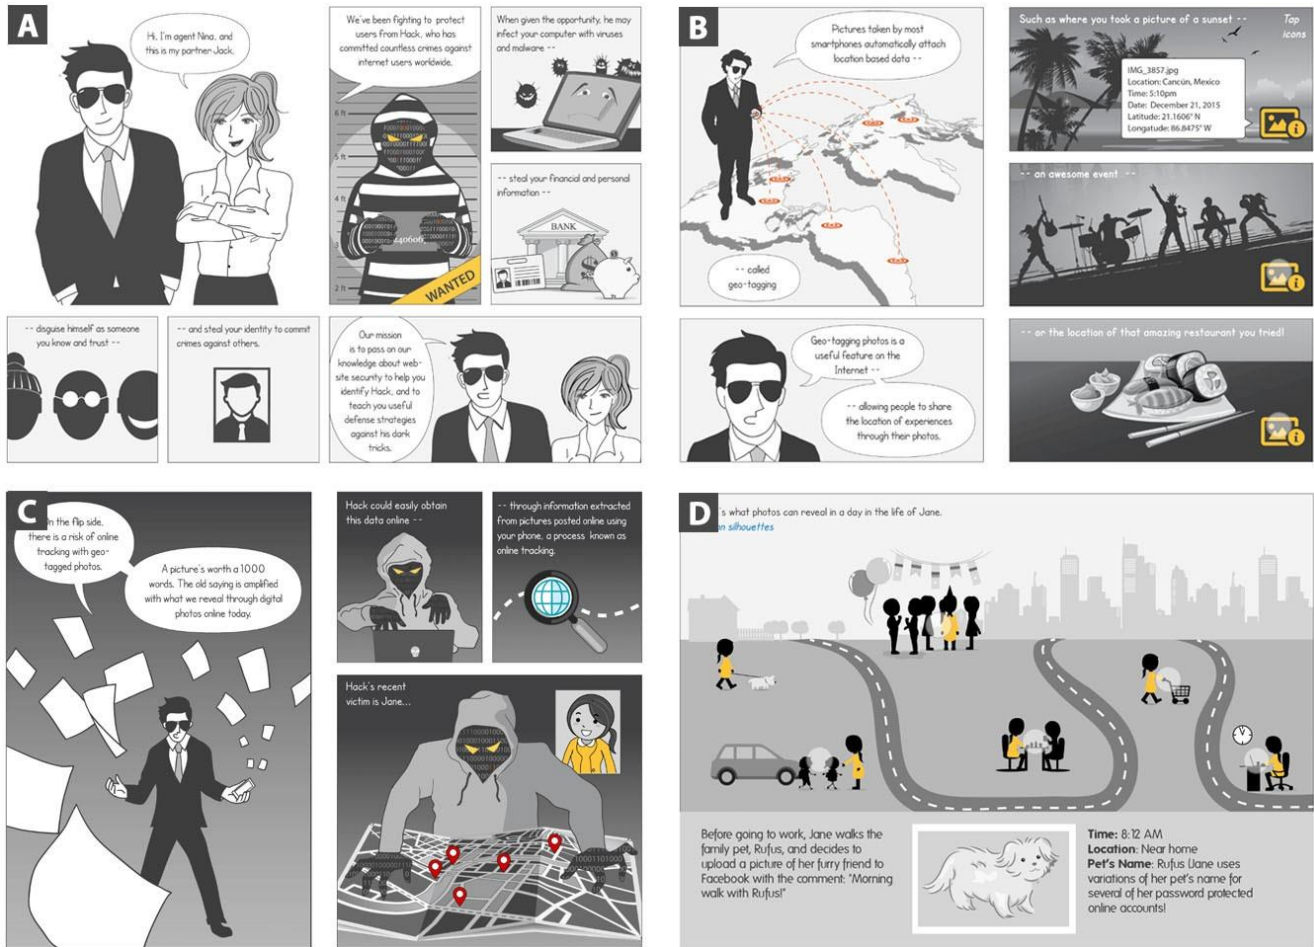 A
Hi, I'm agent Nina, and
this is my partner Jack.
We've been fighting to protect
users from Hack, who has
committed countless crimes against
internet users worldwide.
6 ft
5 ft
4 ft
2 ft
440606
WANTED
When given the opportunity, he may
infect your computer with viruses
and malware --
-- steal your financial and personal
information --
BANK
-- disguise himself as someone
you know and trust --
-- and steal your identity to commit
crimes against others.
Our mission
is to pass on our
knowledge about web-
site security to help you
identify Hack, and to
teach you useful
defense strategies
against his dark
tricks.
B
Pictures taken by most
smartphones automatically attach
location based data --
-- called
geo-tagging
Such as where you took a picture of a sunset --
Tap
icons
IMG_3857.jpg
Location: Cancún, Mexico
Time: 5:10pm
Date: December 21, 2015
Latitude: 21.1606° N
Longatude: 86.8475° W
-- an awesome event --
Geo-tagging photos is a
useful feature on the
Internet --
-- allowing people to share
the location of experiences
through their photos.
-- or the location of that amazing restaurant you tried!
C
On the flip side,
there is a risk of online
tracking with geo-
tagged photos.
A picture's worth a 1000
words. The old saying is amplified
with what we reveal through digital
photos online today.
Hack could easily obtain
this data online --
-- through information extracted
from pictures posted online using
your phone, a process known as
online tracking.
Hack's recent
victim is Jane...
D
's what photos can reveal in a day in the life of Jane.
silhouettes
Before going to work, Jane walks the
family pet, Rufus, and decides to
upload a picture of her furry friend to
Facebook with the comment: "Morning
walk with Rufus!"
Time: 8:12 AM
Location: Near home
Pet's Name: Rufus (Jane uses
variations of her pet's name for
several of her password protected
online accounts!